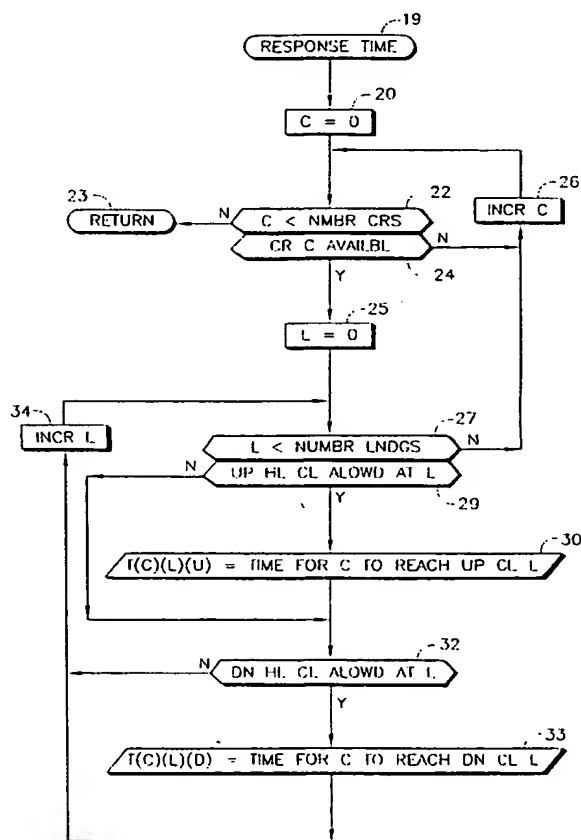 19
RESPONSE TIME
20
C = 0
26
INCR C
23
RETURN
N
22
C < NMBR CRS
CR C AVAILBL
N
24
Y
25
L = 0
34
INCR L
27
L < NUMBR LNDGS
N
N
UP HL CL ALOWD AT L
29
Y
30
T(C)(L)(U) = TIME FOR C TO REACH UP CL L
32
N
DN HL CL ALOWD AT L
Y
33
T(C)(L)(D) = TIME FOR C TO REACH DN CL L